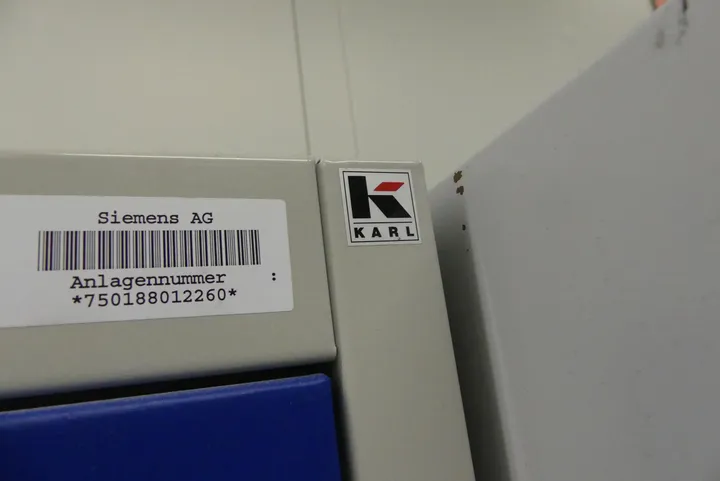 Siemens AG
Anlagennummer :
*750188012260*
K
KARL